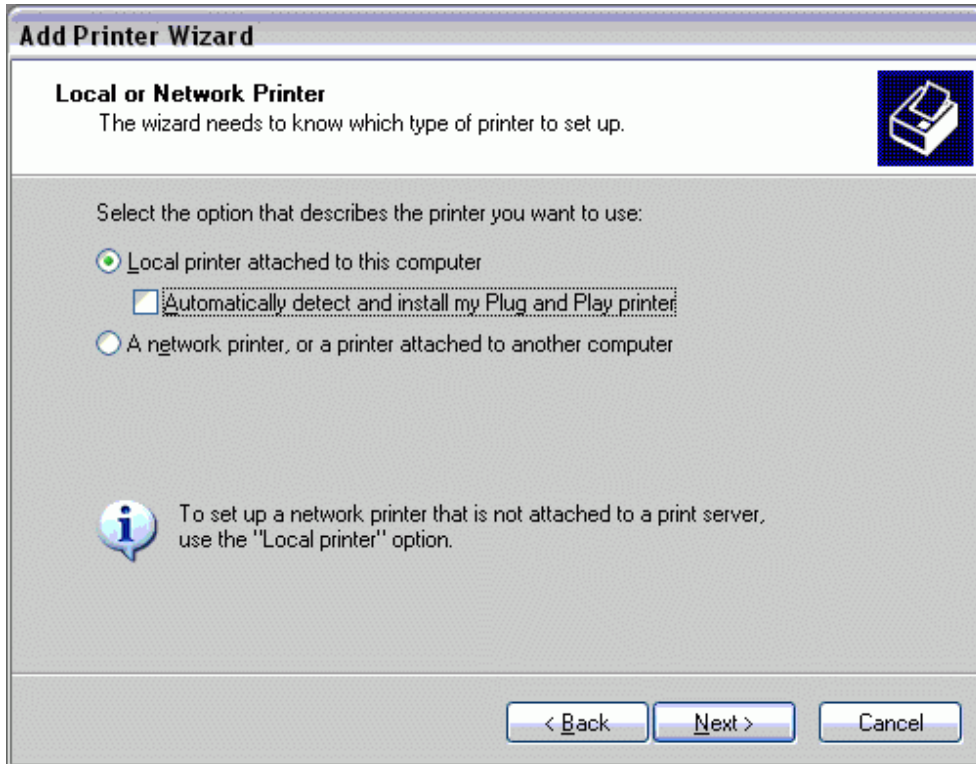 Add Printer Wizard
Local or Network Printer
The wizard needs to know which type of printer to set up.
Select the option that describes the printer you want to use:
Local printer attached to this computer
Automatically detect and install my Plug and Play printer
A network printer, or a printer attached to another computer
To set up a network printer that is not attached to a print server,
use the "Local printer" option.
< Back Next > Cancel